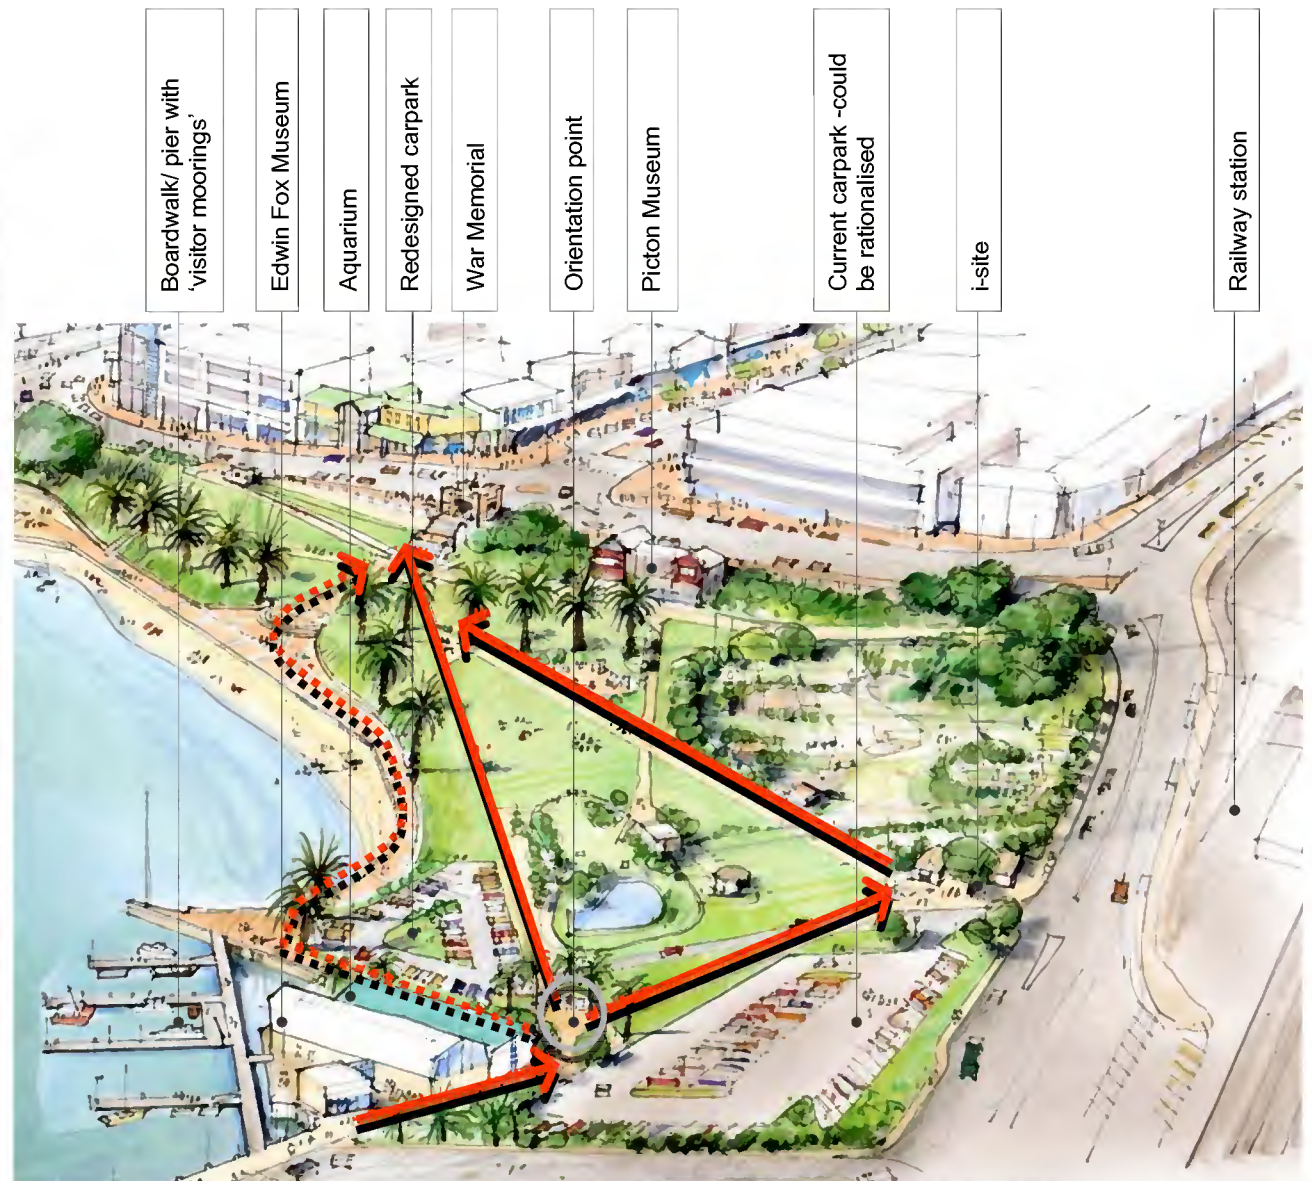 Boardwalk/ pier with
‘visitor moorings’
Edwin Fox Museum
Aquarium
Redesigned carpark
War Memorial
Orientation point
Picton Museum
Current carpark -could
be rationalised
i-site
Railway station